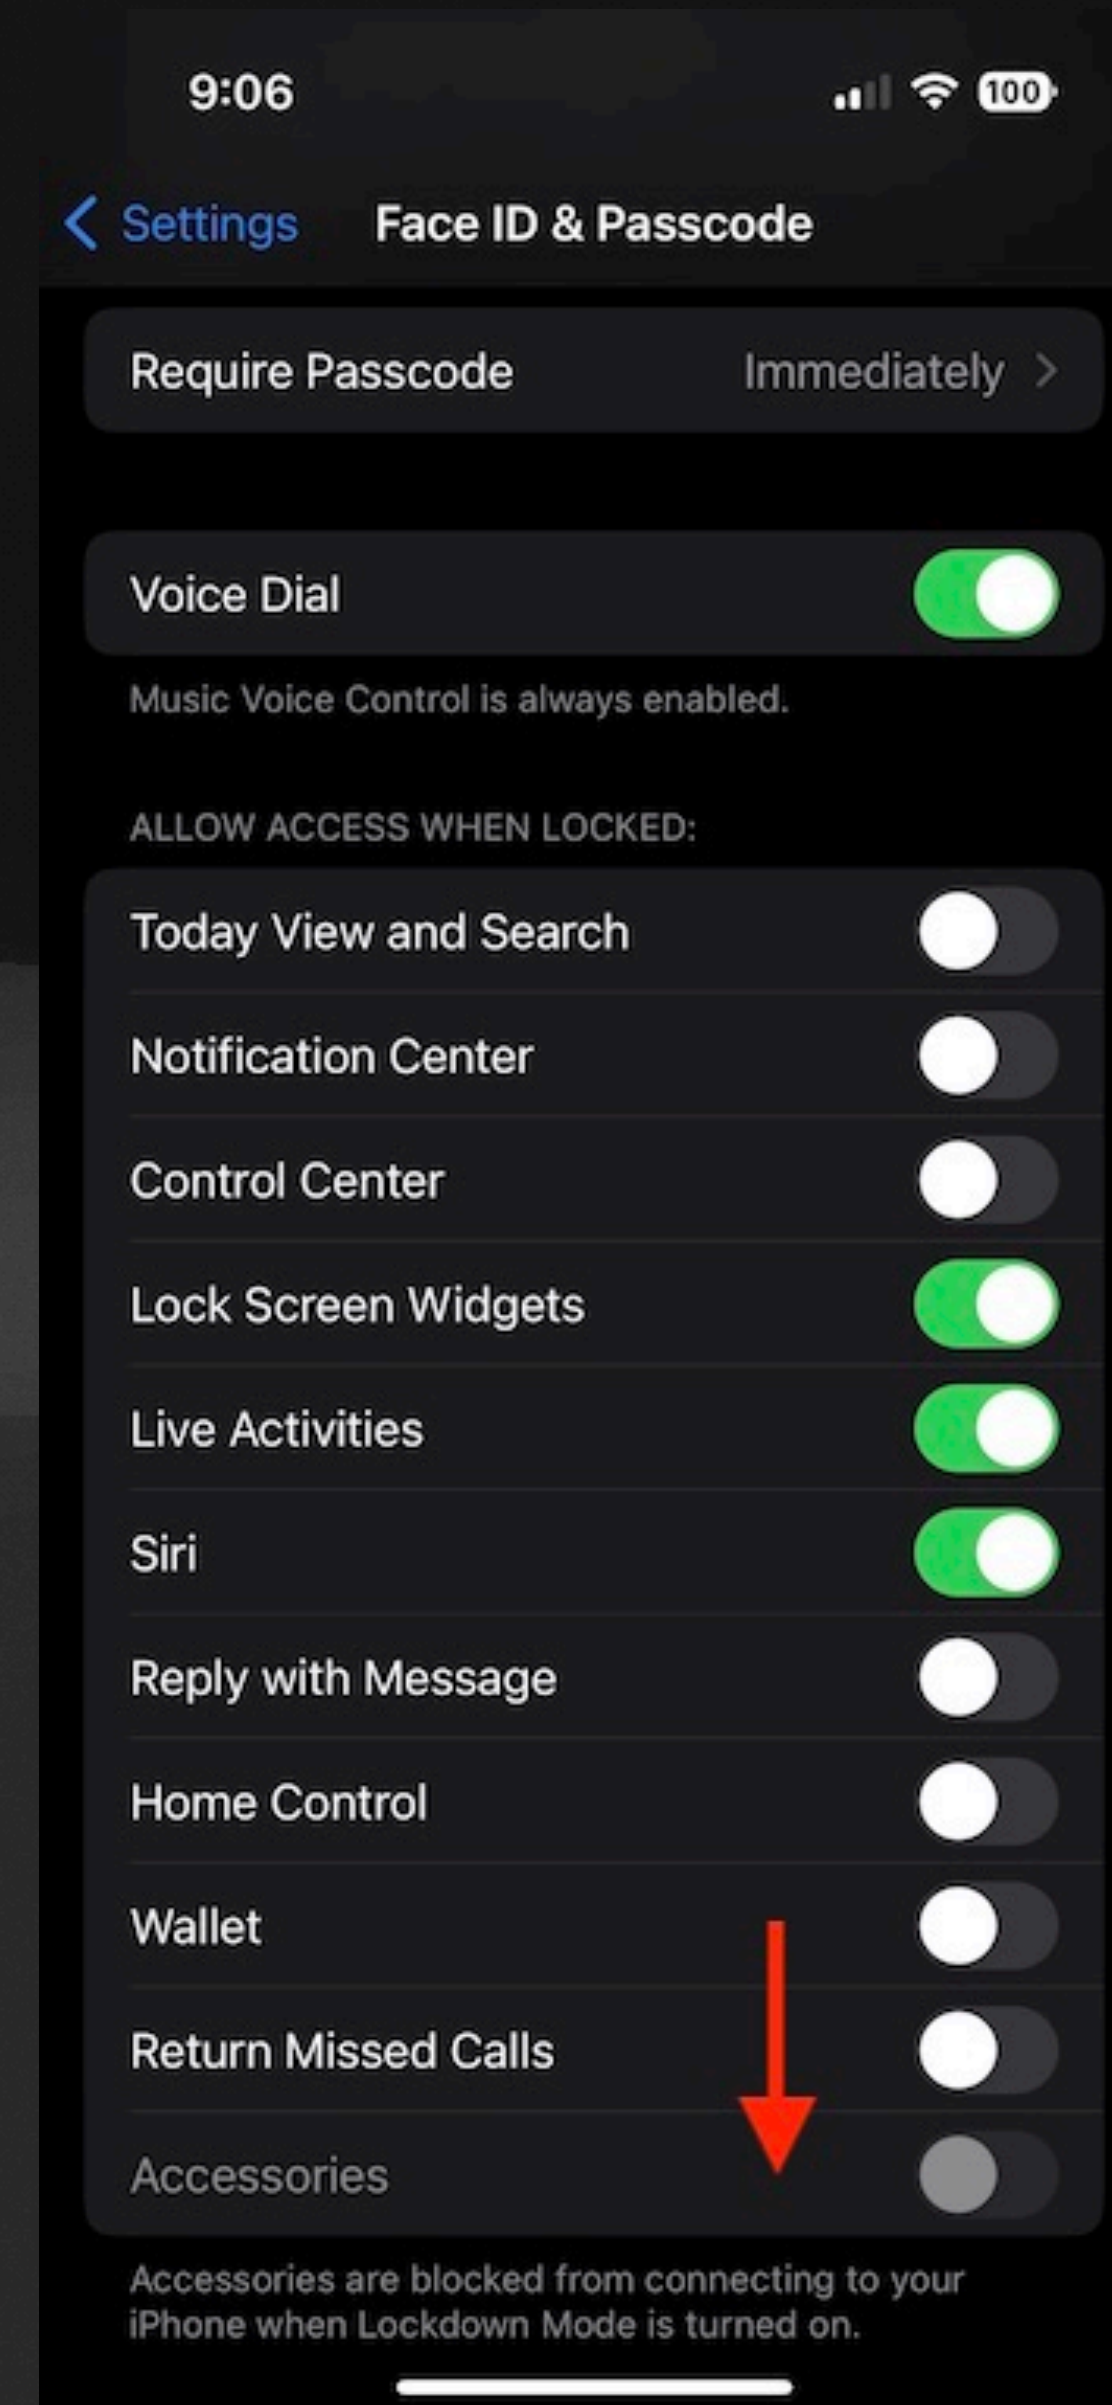 9:06
100
Settings
Face ID & Passcode
Require Passcode
Immediately
Voice Dial
Music Voice Control is always enabled.
ALLOW ACCESS WHEN LOCKED:
Today View and Search
Notification Center
Control Center
Lock Screen Widgets
Live Activities
Siri
Reply with Message
Home Control
Wallet
Return Missed Calls
Accessories
Accessories are blocked from connecting to your
iPhone when Lockdown Mode is turned on.